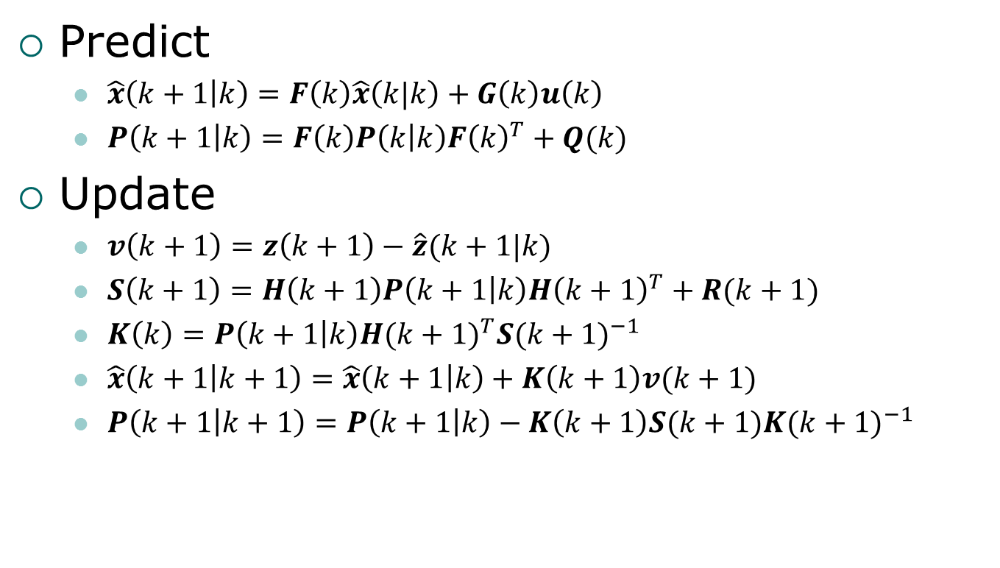 Predict
x̂(k + 1|k) = F(k)x̂(k|k) + G(k)u(k)
P(k + 1|k) = F(k)P(k|k)F(k)ᵀ + Q(k)
Update
v(k + 1) = z(k + 1) − ẑ(k + 1|k)
S(k + 1) = H(k + 1)P(k + 1|k)H(k + 1)ᵀ + R(k + 1)
K(k) = P(k + 1|k)H(k + 1)ᵀS(k + 1)⁻¹
x̂(k + 1|k + 1) = x̂(k + 1|k) + K(k + 1)v(k + 1)
P(k + 1|k + 1) = P(k + 1|k) − K(k + 1)S(k + 1)K(k + 1)⁻¹